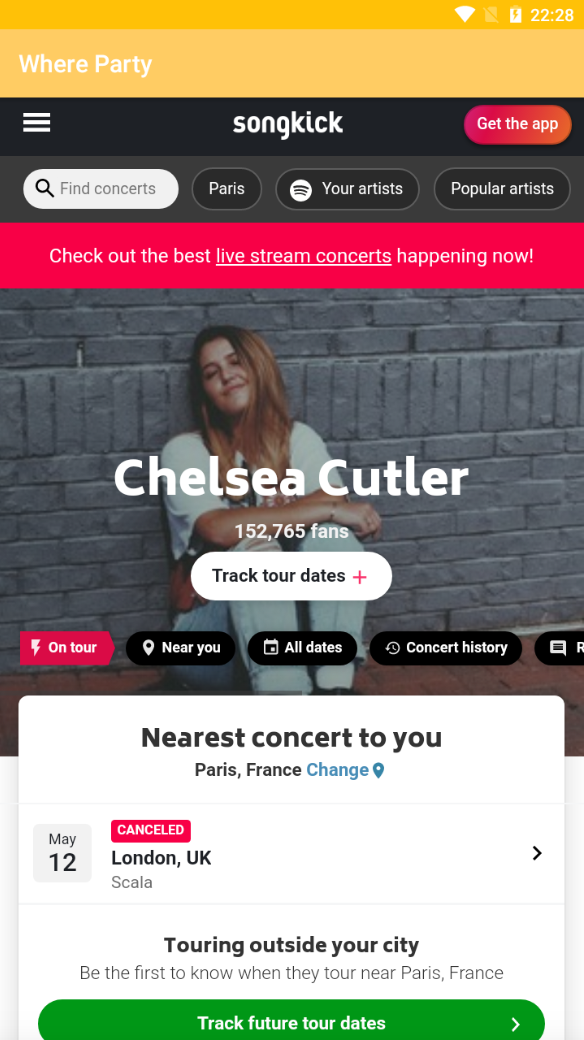 22:28
Where Party
songkick
Get the app
Find concerts
Paris
Your artists
Popular artists
Check out the best live stream concerts happening now!
Chelsea Cutler
152,765 fans
Track tour dates
On tour
Near you
All dates
Concert history
Nearest concert to you
Paris, France Change
May
12
CANCELED
London, UK
Scala
Touring outside your city
Be the first to know when they tour near Paris, France
Track future tour dates